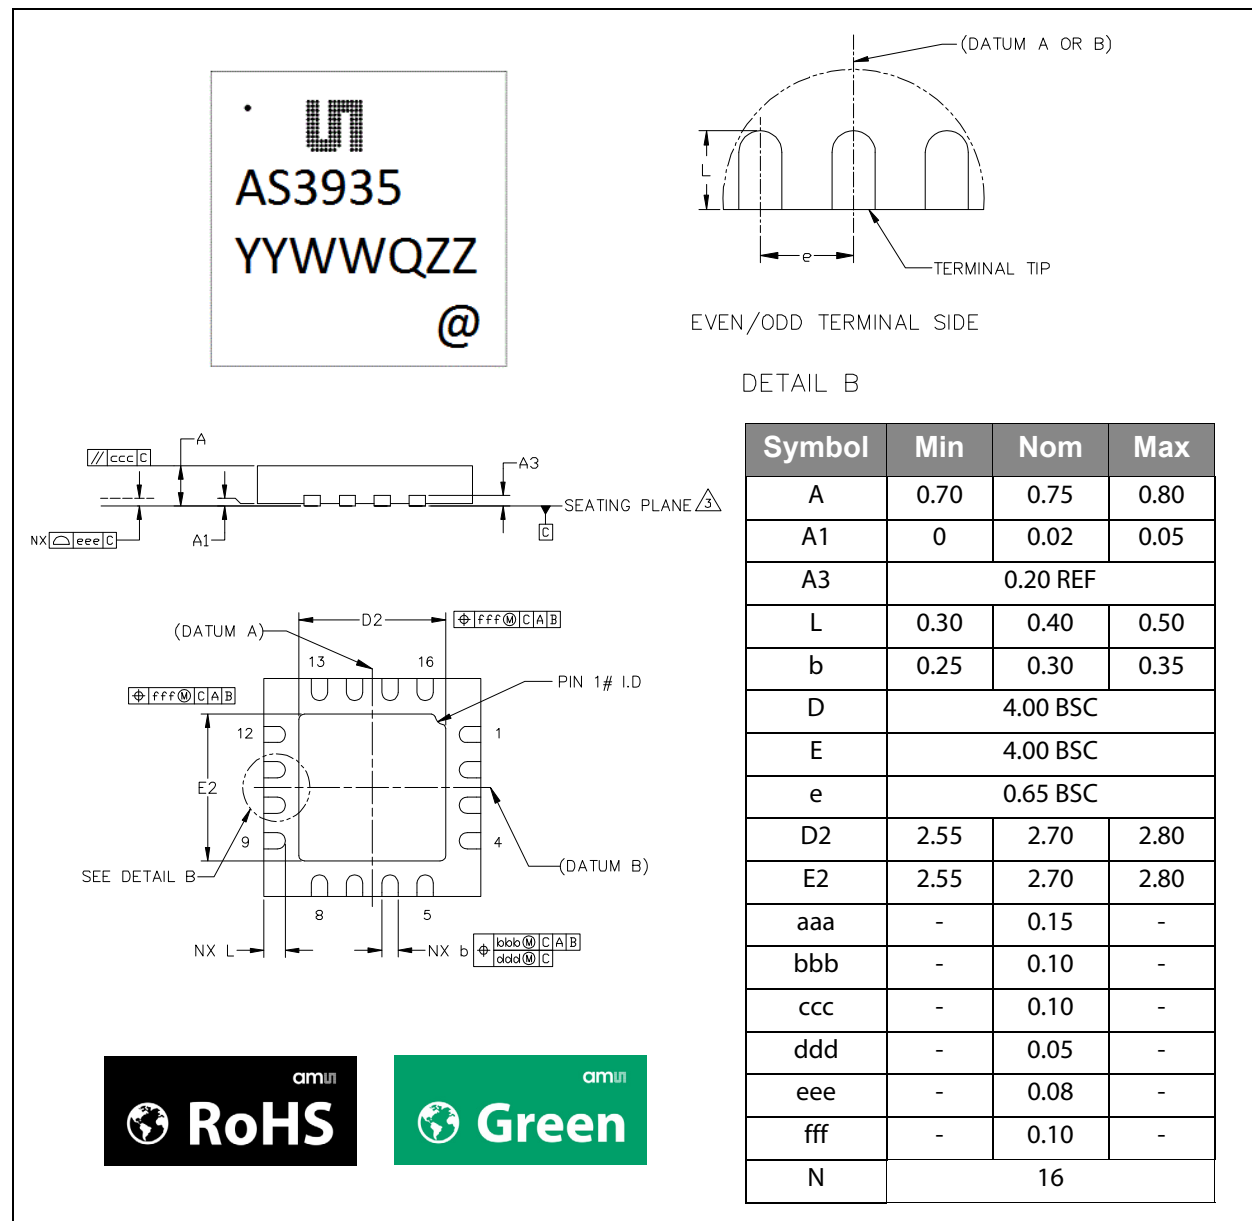 AS3935
YYWWQZZ
@
(DATUM A OR B)
L
e
TERMINAL TIP
EVEN/ODD TERMINAL SIDE
DETAIL B
// ccc C
A
A3
SEATING PLANE 3
C
NX eee C
A1
D2
fff Ⓜ C A B
(DATUM A)
13 16
PIN 1# I.D
fff Ⓜ C A B
12 1
E2
9 4
SEE DETAIL B
(DATUM B)
8 5
NX L
NX b
bbb Ⓜ C A B
ddd Ⓜ C
Symbol Min Nom Max
A 0.70 0.75 0.80
A1 0 0.02 0.05
A3 0.20 REF
L 0.30 0.40 0.50
b 0.25 0.30 0.35
D 4.00 BSC
E 4.00 BSC
e 0.65 BSC
D2 2.55 2.70 2.80
E2 2.55 2.70 2.80
aaa - 0.15 -
bbb - 0.10 -
ccc - 0.10 -
ddd - 0.05 -
eee - 0.08 -
fff - 0.10 -
N 16
am
RoHS
am
Green